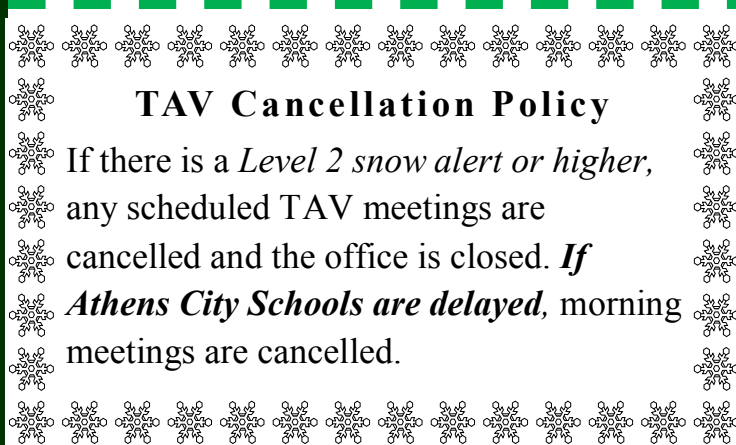 TAV Cancellation Policy
If there is a Level 2 snow alert or higher,
any scheduled TAV meetings are
cancelled and the office is closed. If
Athens City Schools are delayed, morning
meetings are cancelled.